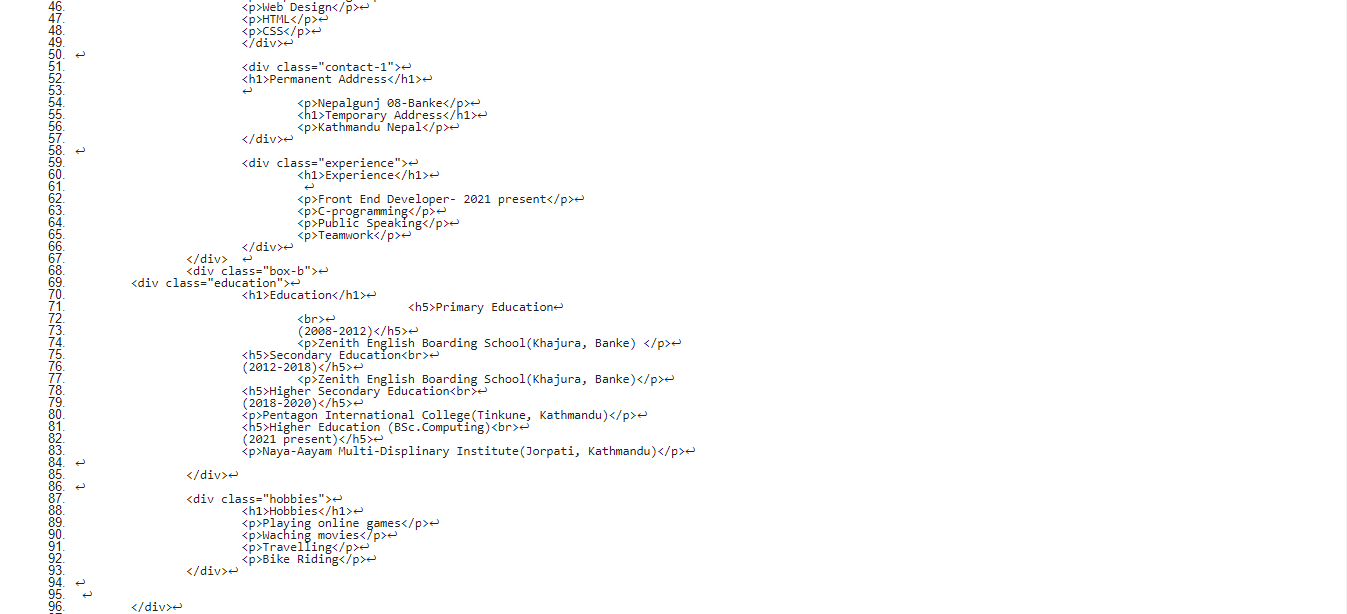 46. <p>Web Design</p>↩
47. <p>HTML</p>↩
48. <p>CSS</p>↩
49. </div>↩
50. ↩
51. <div class="contact-1">↩
52. <h1>Permanent Address</h1>↩
53. ↩
54. <p>Nepalgunj 08-Banke</p>↩
55. <h1>Temporary Address</h1>↩
56. <p>Kathmandu Nepal</p>↩
57. </div>↩
58. ↩
59. <div class="experience">↩
60. <h1>Experience</h1>↩
61. ↩
62. <p>Front End Developer- 2021 present</p>↩
63. <p>C-programming</p>↩
64. <p>Public Speaking</p>↩
65. <p>Teamwork</p>↩
66. </div>↩
67. </div> ↩
68. <div class="box-b">↩
69. <div class="education">↩
70. <h1>Education</h1>↩
71. <h5>Primary Education↩
72. <br>↩
73. (2008-2012)</h5>↩
74. <p>Zenith English Boarding School(Khajura, Banke) </p>↩
75. <h5>Secondary Education<br>↩
76. (2012-2018)</h5>↩
77. <p>Zenith English Boarding School(Khajura, Banke)</p>↩
78. <h5>Higher Secondary Education<br>↩
79. (2018-2020)</h5>↩
80. <p>Pentagon International College(Tinkune, Kathmandu)</p>↩
81. <h5>Higher Education (BSc.Computing)<br>↩
82. (2021 present)</h5>↩
83. <p>Naya-Aayam Multi-Displinary Institute(Jorpati, Kathmandu)</p>↩
84. ↩
85. </div>↩
86. ↩
87. <div class="hobbies">↩
88. <h1>Hobbies</h1>↩
89. <p>Playing online games</p>↩
90. <p>Waching movies</p>↩
91. <p>Travelling</p>↩
92. <p>Bike Riding</p>↩
93. </div>↩
94. ↩
95. ↩
96. </div>↩